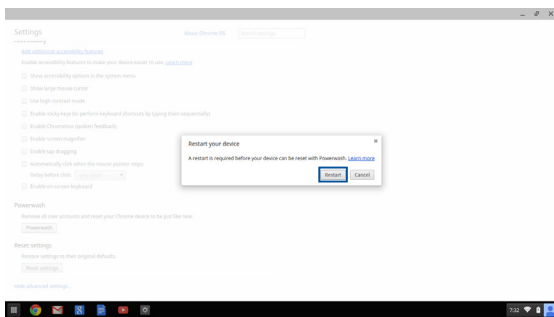 Settings
About Chrome OS
Search settings
Add additional accessibility features
Enable accessibility features to make your device easier to use. Learn more
Show accessibility options in the system menu
Show large mouse cursor
Use high contrast mode
Enable sticky keys (to perform keyboard shortcuts by typing them sequentially)
Enable ChromeVox (spoken feedback)
Enable screen magnifier
Enable tap dragging
Automatically click when the mouse pointer stops
Delay before click:
Enable on-screen keyboard
Restart your device
A restart is required before your device can be reset with Powerwash. Learn more
Restart Cancel
Powerwash
Remove all user accounts and reset your Chrome device to be just like new.
Powerwash
Reset settings
Restore settings to their original defaults.
Reset settings
Hide advanced settings...
7:32